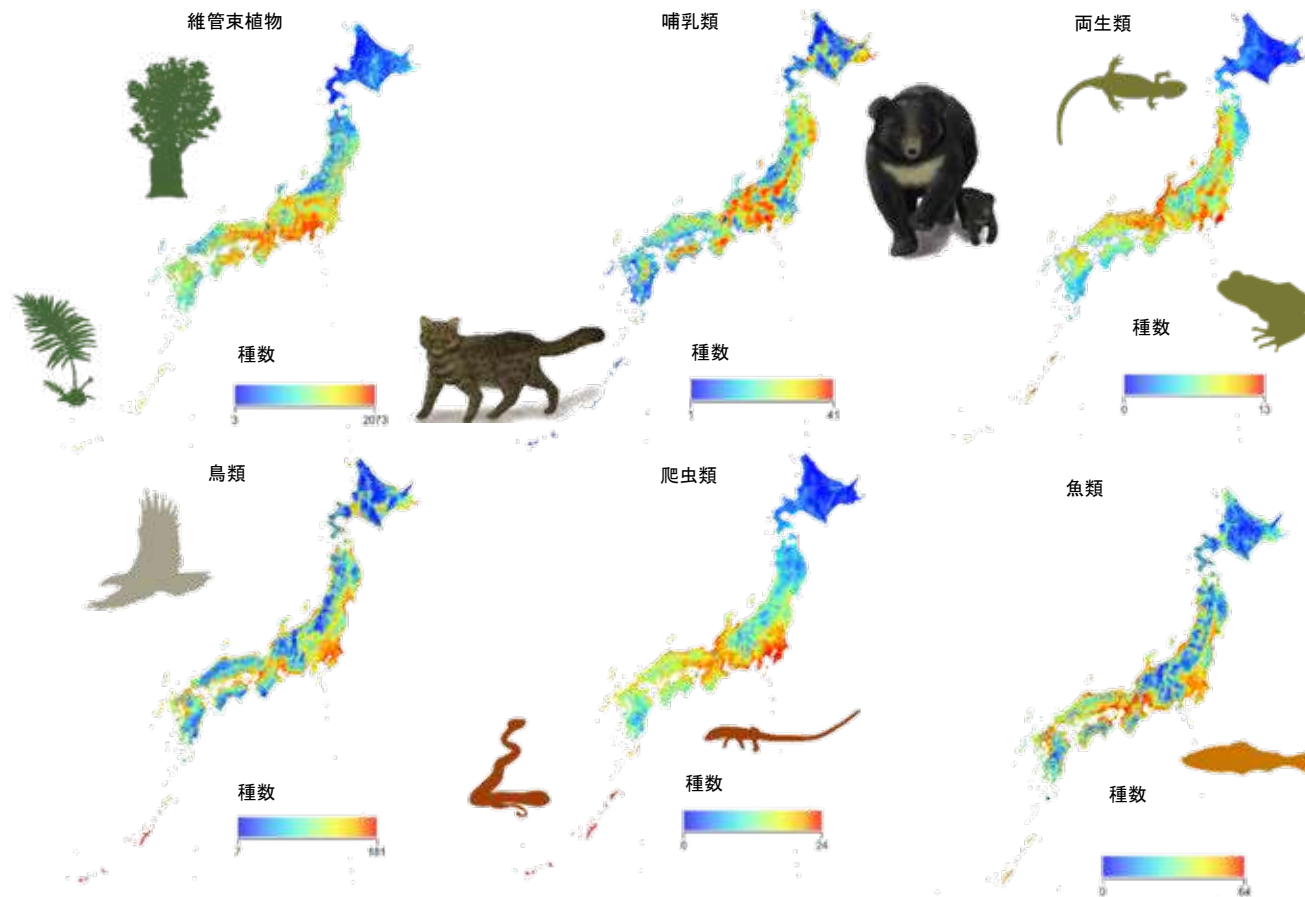 維管束植物
哺乳類
両生類
種数
3 2073
種数
1 41
種数
0 13
鳥類
爬虫類
魚類
種数
7 181
種数
0 24
種数
0 64